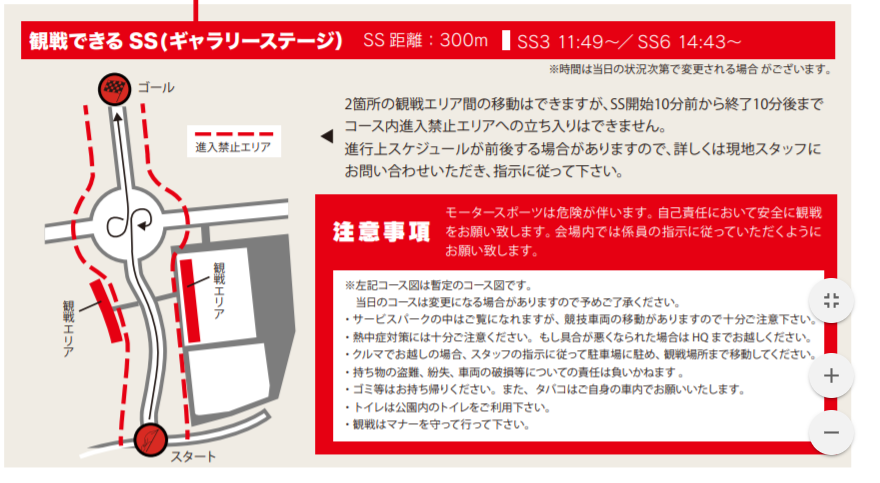 観戦できる SS(ギャラリーステージ) SS 距離：300m SS3 11:49～／ SS6 14:43～
※時間は当日の状況次第で変更される場合 がございます。
ゴール
進入禁止エリア
2箇所の観戦エリア間の移動はできますが、SS開始10分前から終了10分後まで
コース内進入禁止エリアへの立ち入りはできません。
進行上スケジュールが前後する場合がありますので、詳しくは現地スタッフに
お問い合わせいただき、指示に従って下さい。
観戦エリア
観戦エリア
スタート
注意事項
モータースポーツは危険が伴います。自己責任において安全に観戦
をお願い致します。会場内では係員の指示に従っていただくように
お願い致します。
※左記コース図は暫定のコース図です。
当日のコースは変更になる場合がありますので予めご了承ください。
・サービスパークの中はご覧になれますが、競技車両の移動がありますので十分ご注意下さい。
・熱中症対策には十分ご注意ください。もし具合が悪くなられた場合は HQ までお越しください。
・クルマでお越しの場合、スタッフの指示に従って駐車場に駐め、観戦場所まで移動してください。
・持ち物の盗難、紛失、車両の破損等についての責任は負いかねます 。
・ゴミ等はお持ち帰りください。また、タバコはご自身の車内でお願いいたします。
・トイレは公園内のトイレをご利用下さい。
・観戦はマナーを守って行って下さい。